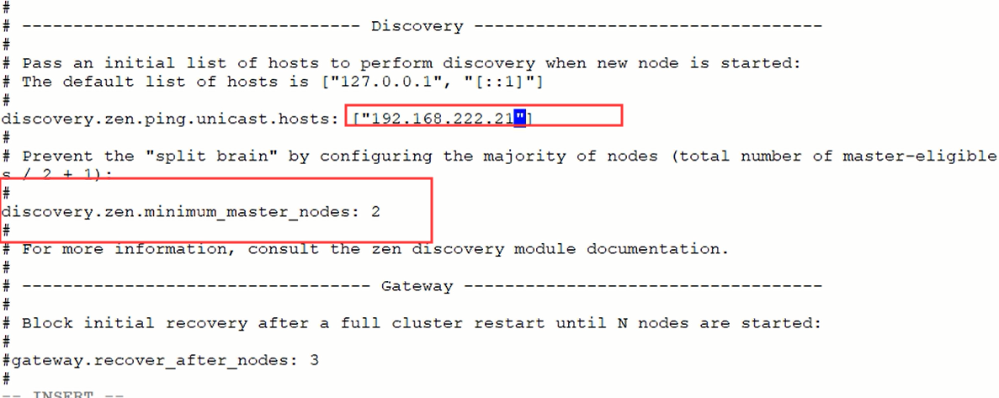 #
# --------------------------------- Discovery ----------------------------------
#
# Pass an initial list of hosts to perform discovery when new node is started:
# The default list of hosts is ["127.0.0.1", "[::1]"]
#
discovery.zen.ping.unicast.hosts: ["192.168.222.21"]
#
# Prevent the "split brain" by configuring the majority of nodes (total number of master-eligible
s / 2 + 1):
#
discovery.zen.minimum_master_nodes: 2
#
# For more information, consult the zen discovery module documentation.
#
# ---------------------------------- Gateway -----------------------------------
#
# Block initial recovery after a full cluster restart until N nodes are started:
#
#gateway.recover_after_nodes: 3
#
-- INSERT --